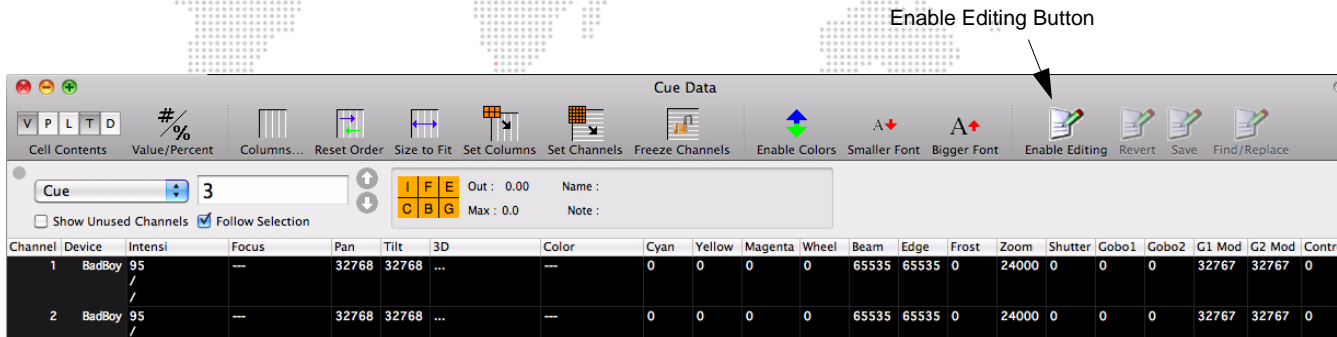 Enable Editing Button
Cue Data
V P L T D #/% A A
Cell Contents Value/Percent Columns... Reset Order Size to Fit Set Columns Set Channels Freeze Channels Enable Colors Smaller Font Bigger Font Enable Editing Revert Save Find/Replace
Cue 3 I F E Out : 0.00 Name :
C B G Max : 0.0 Note :
Show Unused Channels Follow Selection
Channel Device Intensi Focus Pan Tilt 3D Color Cyan Yellow Magenta Wheel Beam Edge Frost Zoom Shutter Gobo1 Gobo2 G1 Mod G2 Mod Contr
1 BadBoy 95 --- 32768 32768 ... --- 0 0 0 0 65535 65535 0 24000 0 0 0 32767 32767 0
/
/
2 BadBoy 95 --- 32768 32768 ... --- 0 0 0 0 65535 65535 0 24000 0 0 0 32767 32767 0
/